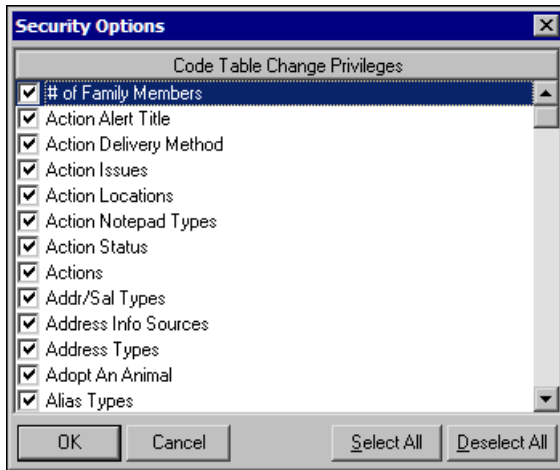 Security Options
Code Table Change Privileges
# of Family Members
Action Alert Title
Action Delivery Method
Action Issues
Action Locations
Action Notepad Types
Action Status
Actions
Addr/Sal Types
Address Info Sources
Address Types
Adopt An Animal
Alias Types
OK Cancel Select All Deselect All